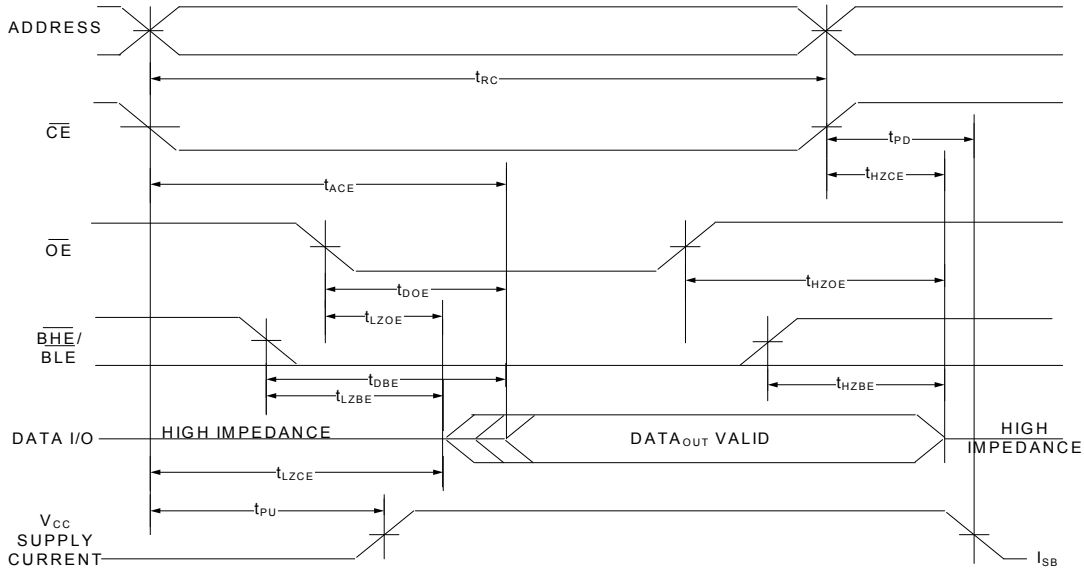 ADDRESS
tRC
CE
tPD
tHZCE
tACE
OE
tHZOE
tDOE
tLZOE
BHE/
BLE
tDBE
tHZBE
tLZBE
DATA I/O
HIGH IMPEDANCE
DATAOUT VALID
HIGH
IMPEDANCE
tLZCE
tPU
VCC
SUPPLY
CURRENT
ISB